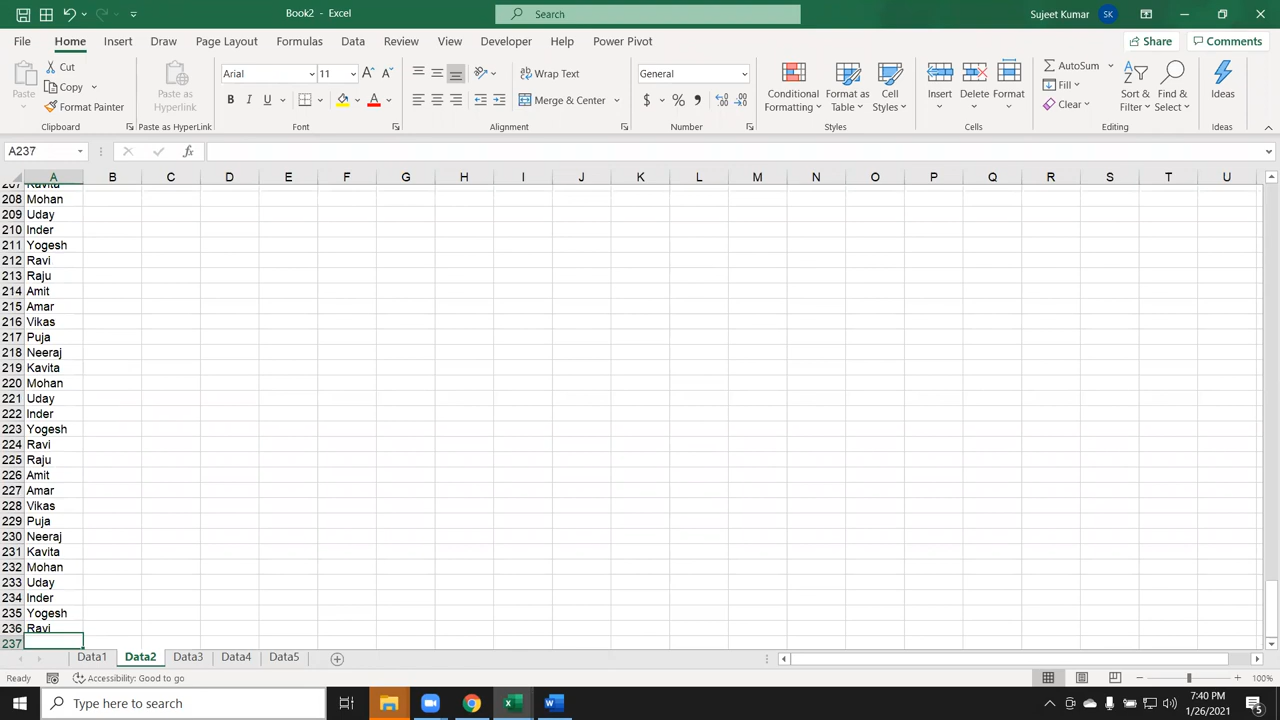 Book2 - Excel
Search
Sujeet Kumar
SK
File Home Insert Draw Page Layout Formulas Data Review View Developer Help Power Pivot
Share
Comments
Paste
Cut
Copy
Format Painter
Clipboard
Paste as
Hyperlink
Paste as HyperLink
Arial
11
B I U
Font
Wrap Text
Merge & Center
Alignment
General
$ % ,
Number
Conditional
Formatting
Format as
Table
Cell
Styles
Styles
Insert
Delete
Format
Cells
AutoSum
Fill
Clear
Sort &
Filter
Find &
Select
Editing
Ideas
Ideas
A237
fx
A B C D E F G H I J K L M N O P Q R S T U
207 Kavita
208 Mohan
209 Uday
210 Inder
211 Yogesh
212 Ravi
213 Raju
214 Amit
215 Amar
216 Vikas
217 Puja
218 Neeraj
219 Kavita
220 Mohan
221 Uday
222 Inder
223 Yogesh
224 Ravi
225 Raju
226 Amit
227 Amar
228 Vikas
229 Puja
230 Neeraj
231 Kavita
232 Mohan
233 Uday
234 Inder
235 Yogesh
236 Ravi
237
Data1 Data2 Data3 Data4 Data5
Ready
Accessibility: Good to go
100%
Type here to search
7:40 PM
1/26/2021